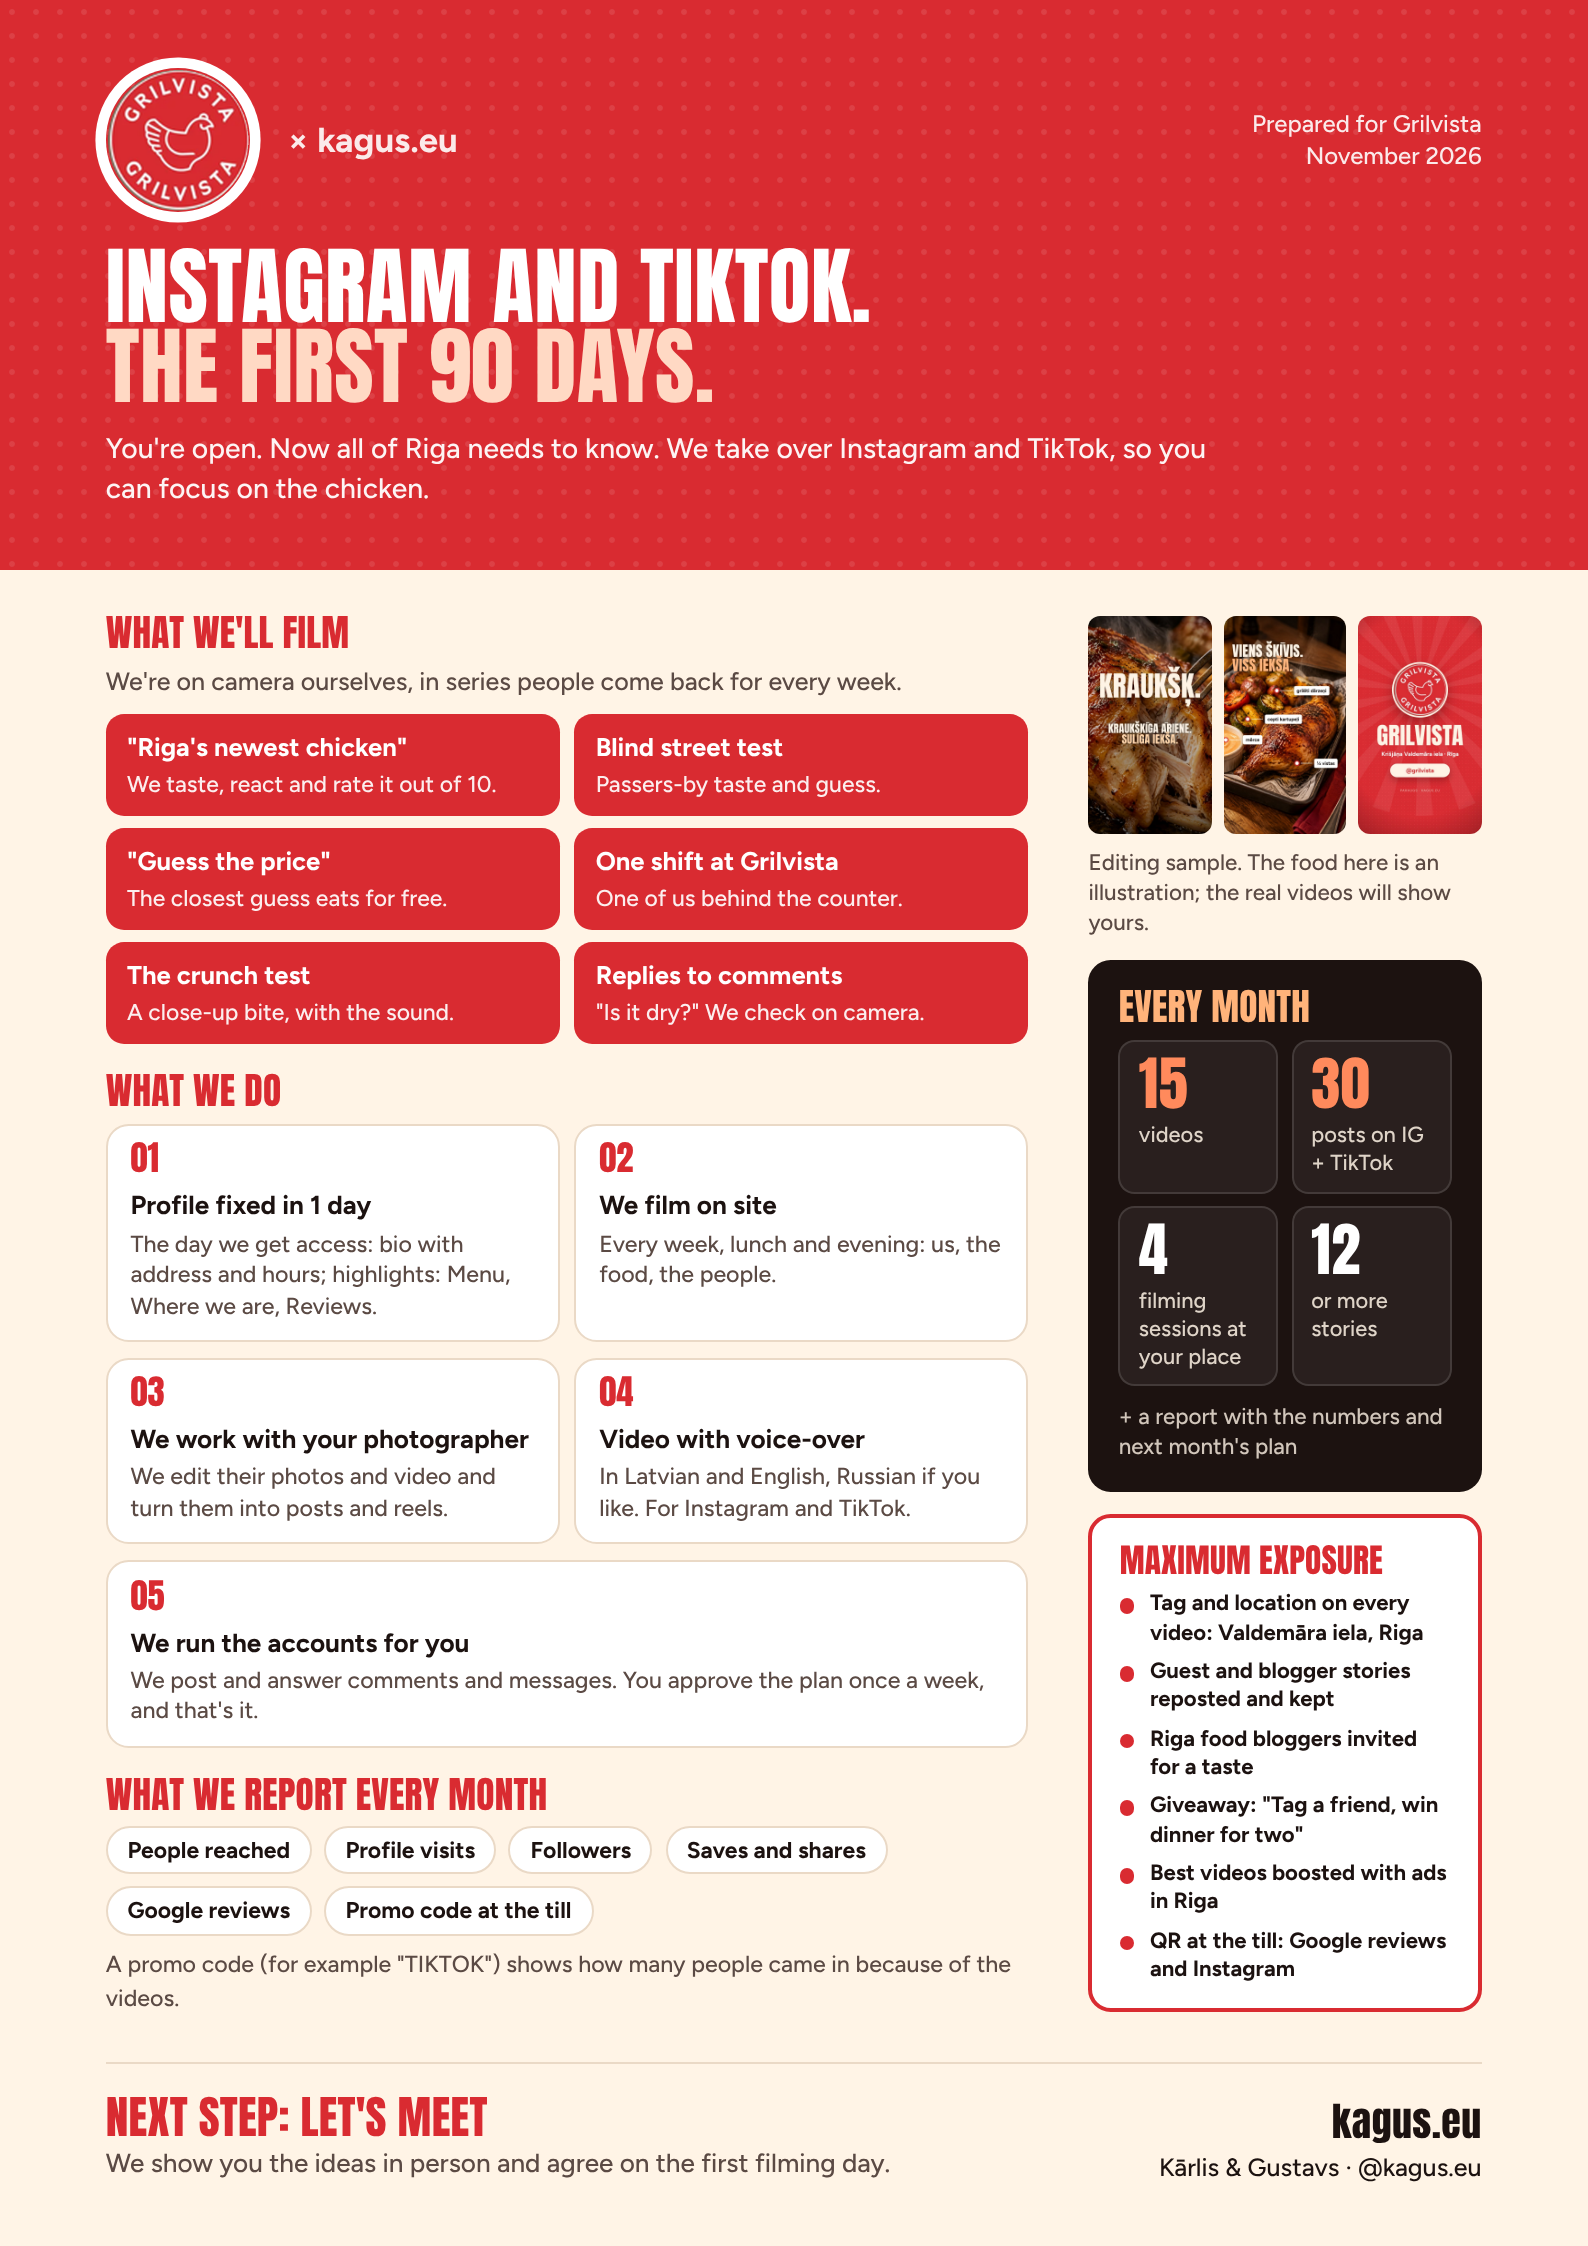 GRILVISTA
GRILVISTA
× kagus.eu
Prepared for Grilvista
November 2026
INSTAGRAM AND TIKTOK.
THE FIRST 90 DAYS.
You're open. Now all of Riga needs to know. We take over Instagram and TikTok, so you
can focus on the chicken.
WHAT WE'LL FILM
We're on camera ourselves, in series people come back for every week.
"Riga's newest chicken"
We taste, react and rate it out of 10.
Blind street test
Passers-by taste and guess.
"Guess the price"
The closest guess eats for free.
One shift at Grilvista
One of us behind the counter.
The crunch test
A close-up bite, with the sound.
Replies to comments
"Is it dry?" We check on camera.
WHAT WE DO
01
Profile fixed in 1 day
The day we get access: bio with
address and hours; highlights: Menu,
Where we are, Reviews.
02
We film on site
Every week, lunch and evening: us, the
food, the people.
03
We work with your photographer
We edit their photos and video and
turn them into posts and reels.
04
Video with voice-over
In Latvian and English, Russian if you
like. For Instagram and TikTok.
05
We run the accounts for you
We post and answer comments and messages. You approve the plan once a week,
and that's it.
WHAT WE REPORT EVERY MONTH
People reached
Profile visits
Followers
Saves and shares
Google reviews
Promo code at the till
A promo code (for example "TIKTOK") shows how many people came in because of the
videos.
KRAUKŠĶ.
KRAUKŠĶĪGA ĀRIENE.
SULĪGA IEKŠA.
VIENS ŠĶĪVIS.
VISS IEKŠĀ.
grilēti dārzeņi
cepti kartupeļi
mērce
½ vistas
GRILVISTA
GRILVISTA
GRILVISTA
Krišjāņa Valdemāra iela · Rīga
@grilvista
Editing sample. The food here is an
illustration; the real videos will show
yours.
EVERY MONTH
15
videos
30
posts on IG
+ TikTok
4
filming
sessions at
your place
12
or more
stories
+ a report with the numbers and
next month's plan
MAXIMUM EXPOSURE
Tag and location on every
video: Valdemāra iela, Riga
Guest and blogger stories
reposted and kept
Riga food bloggers invited
for a taste
Giveaway: "Tag a friend, win
dinner for two"
Best videos boosted with ads
in Riga
QR at the till: Google reviews
and Instagram
NEXT STEP: LET'S MEET
We show you the ideas in person and agree on the first filming day.
kagus.eu
Kārlis & Gustavs · @kagus.eu